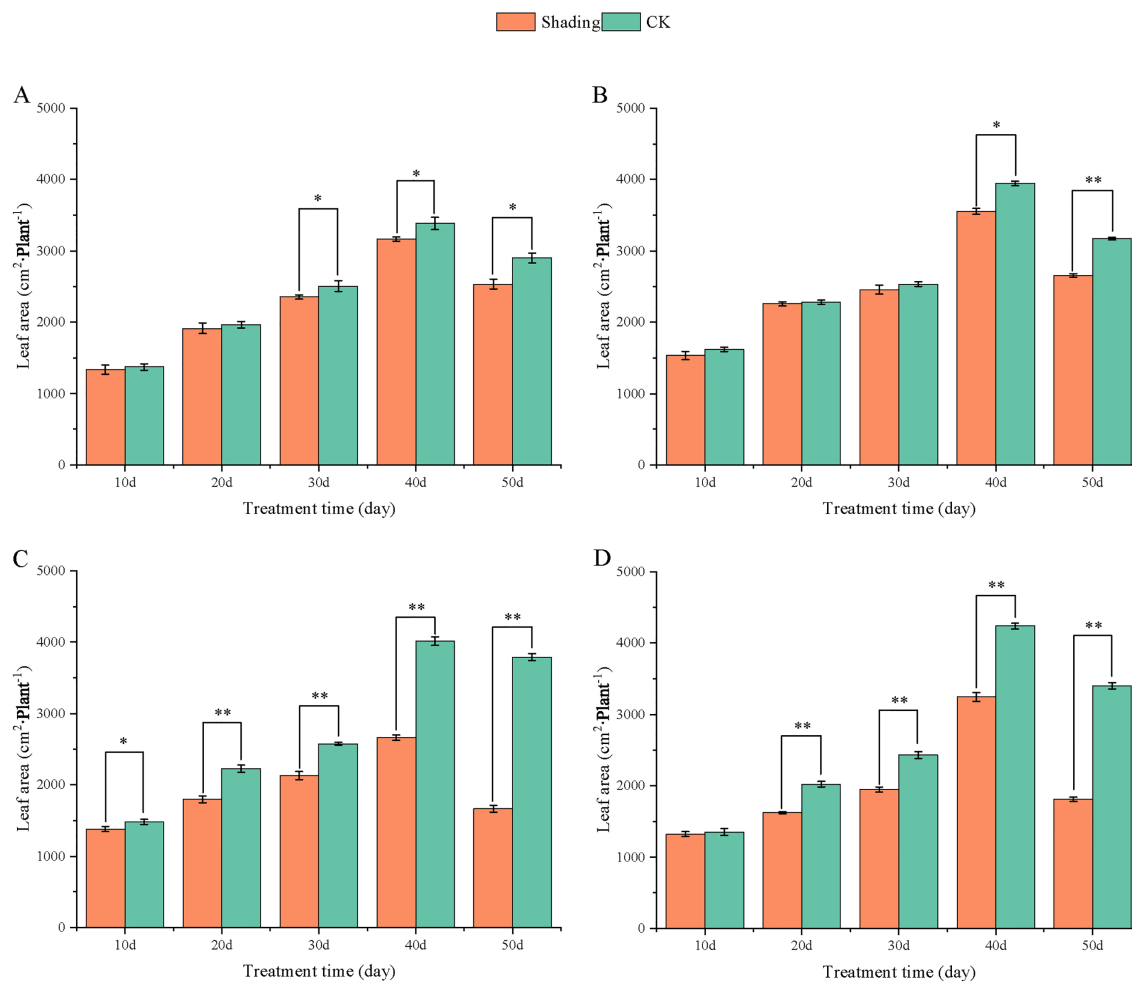 Shading CK
A
5000
4000
3000
2000
1000
0
Leaf area (cm²·Plant⁻¹)
* * *
10d 20d 30d 40d 50d
Treatment time (day)
B
5000
4000
3000
2000
1000
0
Leaf area (cm²·Plant⁻¹)
* **
10d 20d 30d 40d 50d
Treatment time (day)
C
5000
4000
3000
2000
1000
0
Leaf area (cm²·Plant⁻¹)
* ** ** ** **
10d 20d 30d 40d 50d
Treatment time (day)
D
5000
4000
3000
2000
1000
0
Leaf area (cm²·Plant⁻¹)
** ** ** **
10d 20d 30d 40d 50d
Treatment time (day)